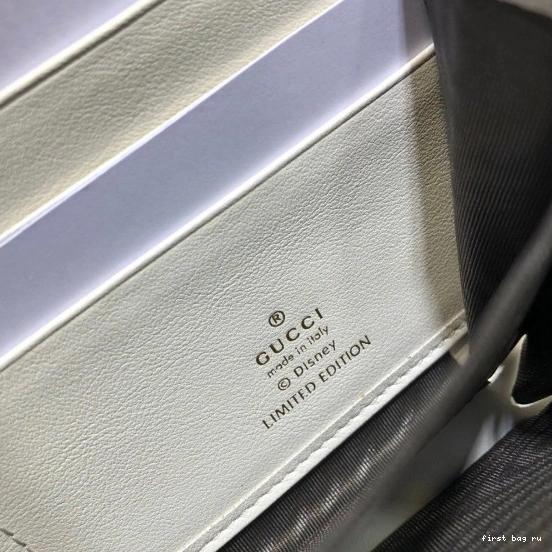 ®
GUCCI
made in italy
© Disney
LIMITED EDITION
first bag ru